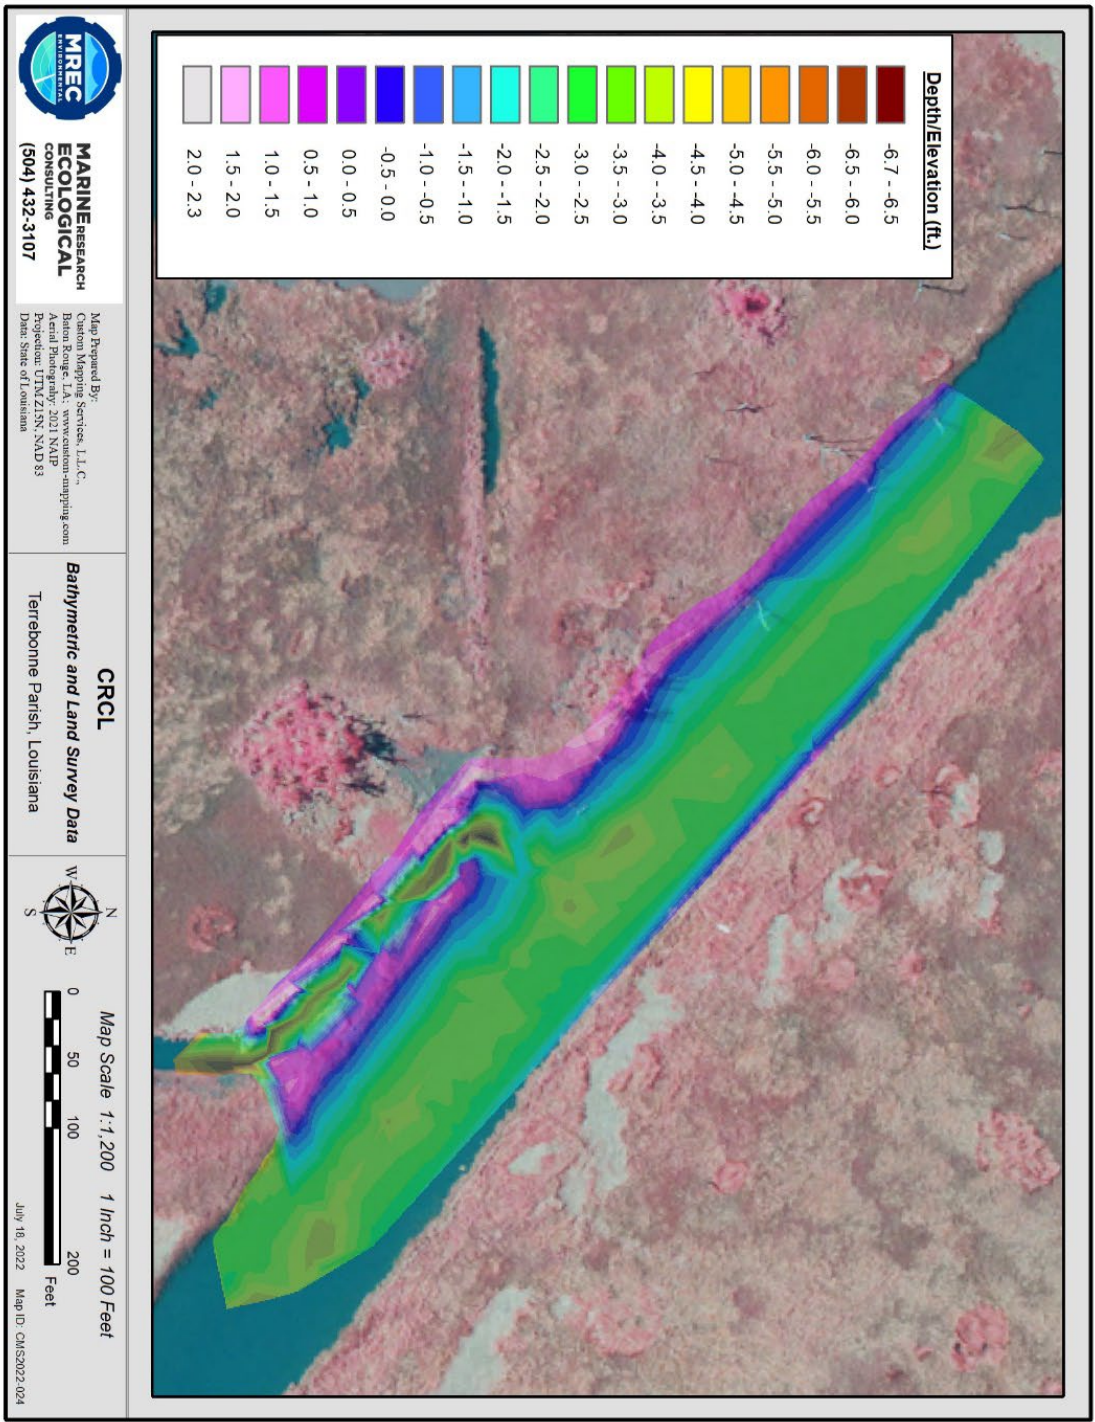 Depth/Elevation (ft.)
-6.7 - -6.5
-6.5 - -6.0
-6.0 - -5.5
-5.5 - -5.0
-5.0 - -4.5
-4.5 - -4.0
-4.0 - -3.5
-3.5 - -3.0
-3.0 - -2.5
-2.5 - -2.0
-2.0 - -1.5
-1.5 - -1.0
-1.0 - -0.5
-0.5 - 0.0
0.0 - 0.5
0.5 - 1.0
1.0 - 1.5
1.5 - 2.0
2.0 - 2.3
MREC
ENVIRONMENTAL
MARINE RESEARCH
ECOLOGICAL
CONSULTING
(504) 432-3107
Map Prepared By:
Custom Mapping Services, L.L.C.,
Baton Rouge, LA; www.custom-mapping.com
Aerial Photography: 2021 NAIP
Projection: UTM Z15N, NAD 83
Data: State of Louisiana
CRCL
Bathymetric and Land Survey Data
Terrebonne Parish, Louisiana
N
W
E
S
Map Scale 1:1,200 1 Inch = 100 Feet
0 50 100 200
Feet
July 18, 2022 Map ID: CMS2022-024